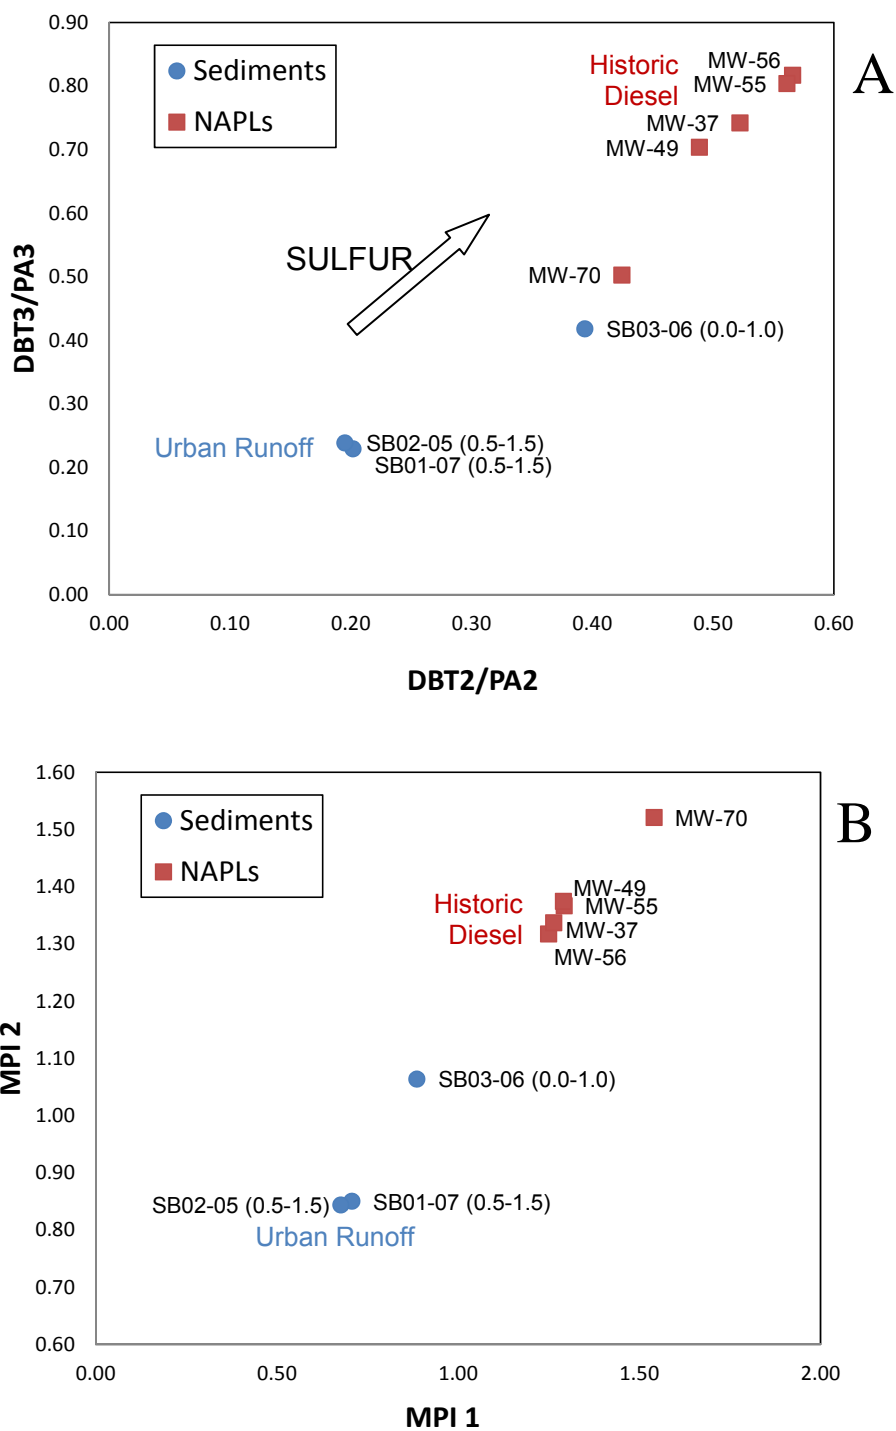 0.90
Sediments
NAPLs
Historic
Diesel
MW-56
MW-55
A
0.80
MW-37
0.70
MW-49
0.60
SULFUR
0.50
MW-70
0.40
SB03-06 (0.0-1.0)
0.30
Urban Runoff
SB02-05 (0.5-1.5)
SB01-07 (0.5-1.5)
0.20
0.10
0.00
DBT3/PA3
0.00 0.10 0.20 0.30 0.40 0.50 0.60
DBT2/PA2
1.60
Sediments
NAPLs
MW-70
B
1.50
1.40
Historic
Diesel
MW-49
MW-55
MW-37
MW-56
1.30
1.20
1.10
SB03-06 (0.0-1.0)
1.00
0.90
SB02-05 (0.5-1.5)
SB01-07 (0.5-1.5)
0.80
Urban Runoff
0.70
0.60
MPI 2
0.00 0.50 1.00 1.50 2.00
MPI 1